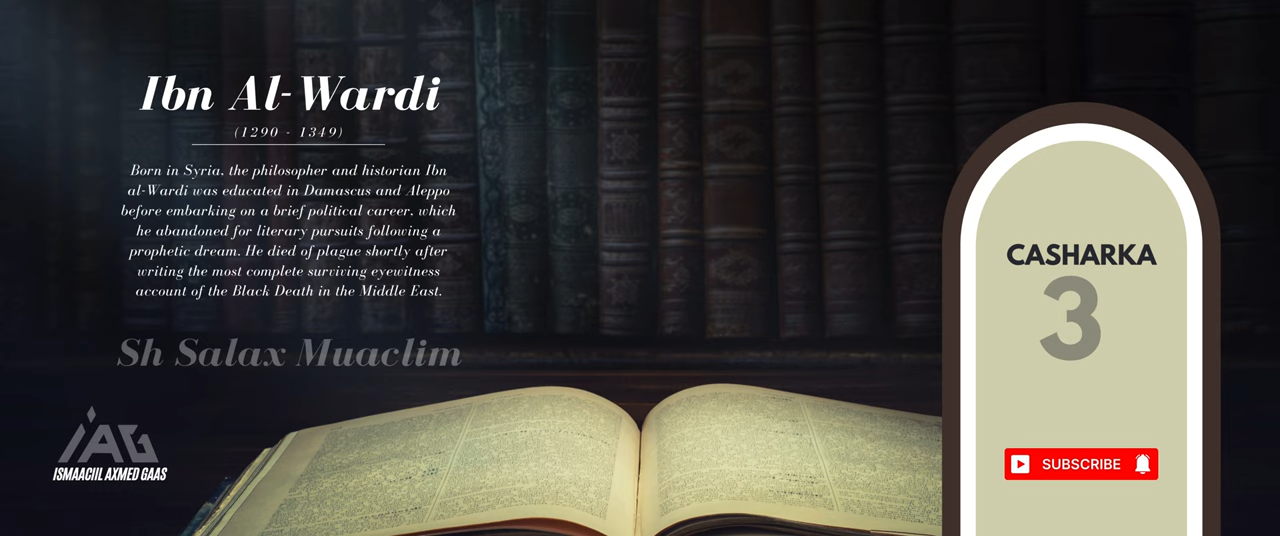 Ibn Al-Wardi
(1290 - 1349)
Born in Syria, the philosopher and historian Ibn
al-Wardi was educated in Damascus and Aleppo
before embarking on a brief political career, which
he abandoned for literary pursuits following a
prophetic dream. He died of plague shortly after
writing the most complete surviving eyewitness
account of the Black Death in the Middle East.
Sh Salax Muaclim
IAG
ISMAACIIL AXMED GAAS
CASHARKA
3
SUBSCRIBE